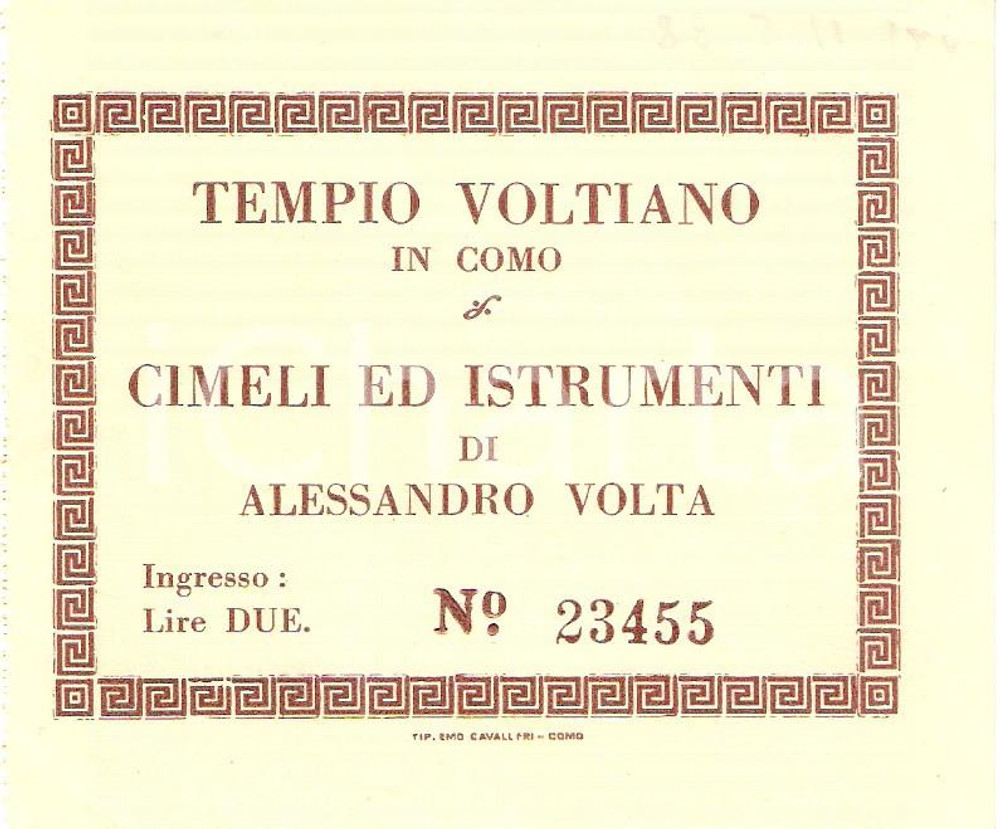 TEMPIO VOLTIANO
IN COMO
CIMELI ED ISTRUMENTI
DI
ALESSANDRO VOLTA
Ingresso :
Lire DUE.
Nº 23455
TIP. EMO CAVALLERI - COMO
iCharta